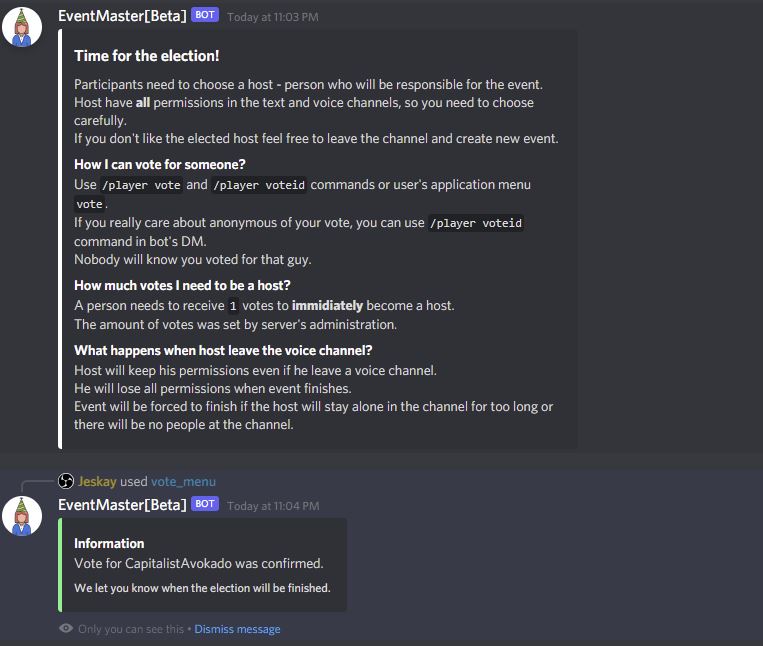 EventMaster[Beta] BOT Today at 11:03 PM
Time for the election!
Participants need to choose a host - person who will be responsible for the event.
Host have all permissions in the text and voice channels, so you need to choose
carefully.
If you don't like the elected host feel free to leave the channel and create new event.
How I can vote for someone?
Use /player vote and /player voteid commands or user's application menu
vote.
If you really care about anonymous of your vote, you can use /player voteid
command in bot's DM.
Nobody will know you voted for that guy.
How much votes I need to be a host?
A person needs to receive 1 votes to immidiately become a host.
The amount of votes was set by server's administration.
What happens when host leave the voice channel?
Host will keep his permissions even if he leave a voice channel.
He will lose all permissions when event finishes.
Event will be forced to finish if the host will stay alone in the channel for too long or
there will be no people at the channel.
Jeskay used vote_menu
EventMaster[Beta] BOT Today at 11:04 PM
Information
Vote for CapitalistAvokado was confirmed.
We let you know when the election will be finished.
Only you can see this • Dismiss message